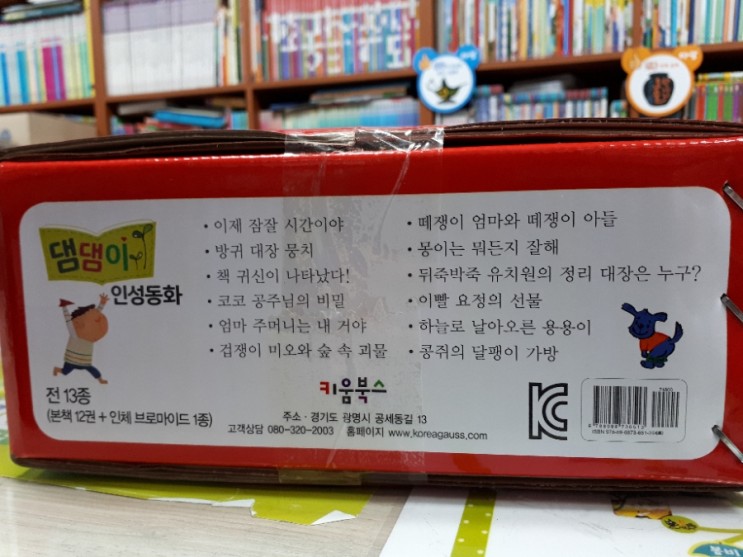 댐댐이
인성동화
전 13종
(본책 12권 + 인체 브로마이드 1종)
• 이제 잠잘 시간이야
• 방귀 대장 뭉치
• 책 귀신이 나타났다!
• 코코 공주님의 비밀
• 엄마 주머니는 내 거야
• 겁쟁이 미오와 숲 속 괴물
• 떼쟁이 엄마와 떼쟁이 아들
• 봉이는 뭐든지 잘해
• 뒤죽박죽 유치원의 정리 대장은 누구?
• 이빨 요정의 선물
• 하늘로 날아오른 용용이
• 콩쥐의 달팽이 가방
키움북스
주소 · 경기도 광명시 공세동길 13
고객상담 080-320-2003 홈페이지 www.koreagauss.com
KC